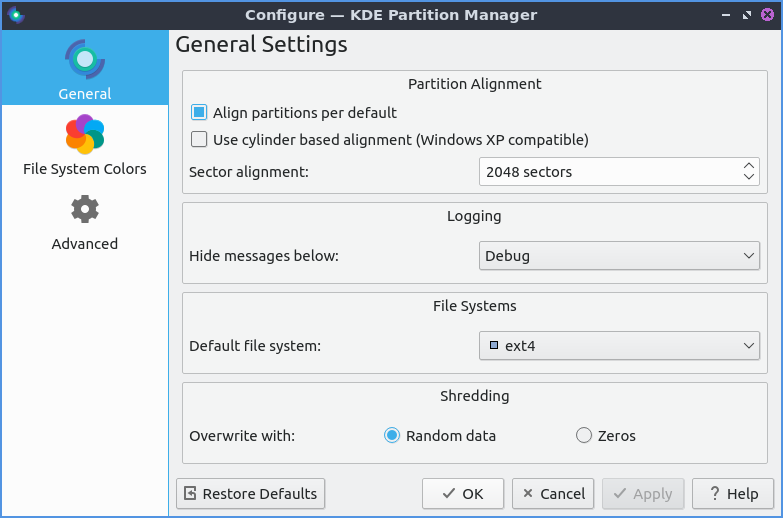 Configure — KDE Partition Manager
General
File System Colors
Advanced
General Settings
Partition Alignment
Align partitions per default
Use cylinder based alignment (Windows XP compatible)
Sector alignment: 2048 sectors
Logging
Hide messages below: Debug
File Systems
Default file system: ext4
Shredding
Overwrite with: Random data Zeros
Restore Defaults OK Cancel Apply ? Help